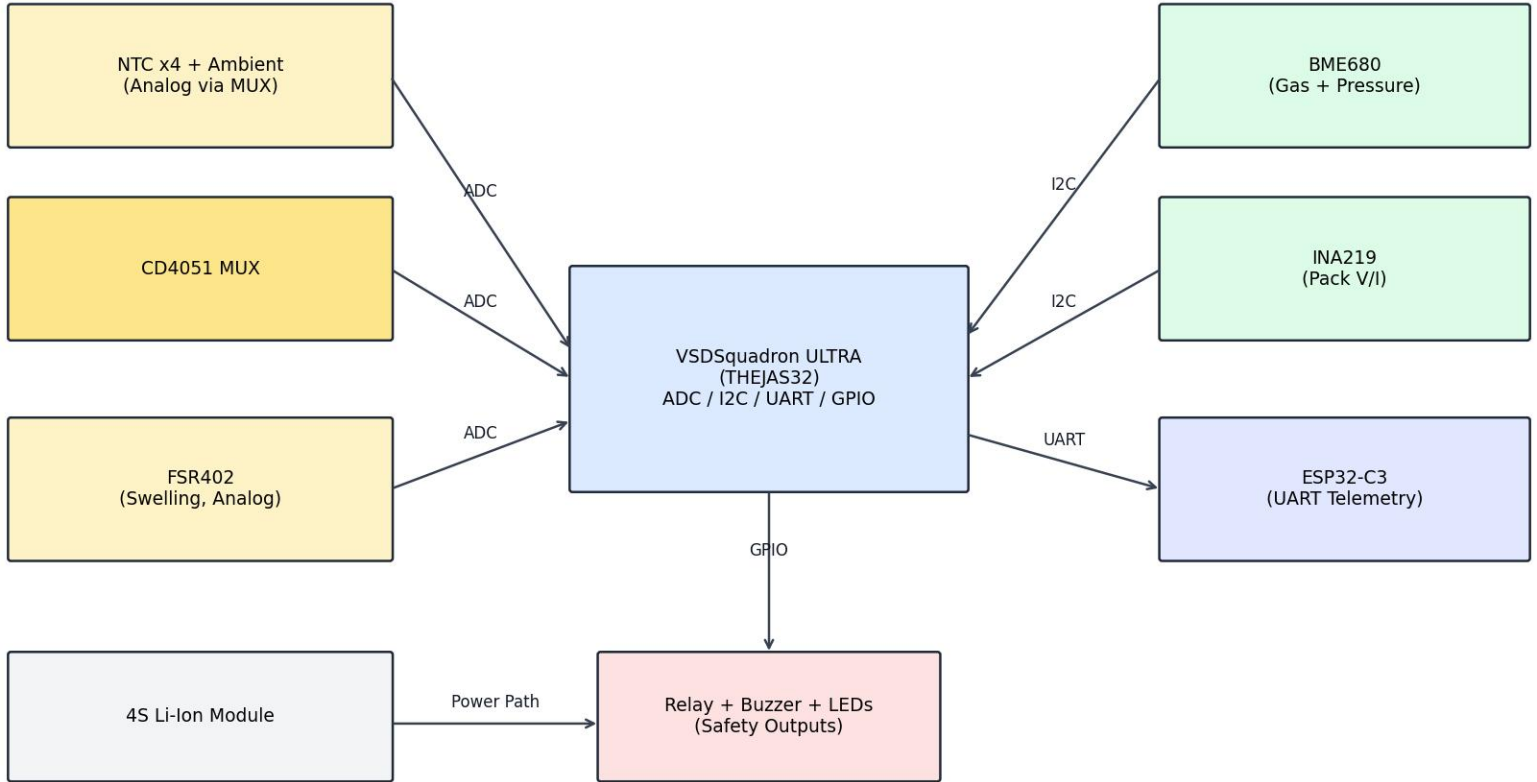 NTC x4 + Ambient
(Analog via MUX)
BME680
(Gas + Pressure)
ADC
I2C
CD4051 MUX
INA219
(Pack V/I)
ADC
I2C
VSDSquadron ULTRA
(THEJAS32)
ADC / I2C / UART / GPIO
ADC
UART
FSR402
(Swelling, Analog)
ESP32-C3
(UART Telemetry)
GPIO
4S Li-Ion Module
Power Path
Relay + Buzzer + LEDs
(Safety Outputs)